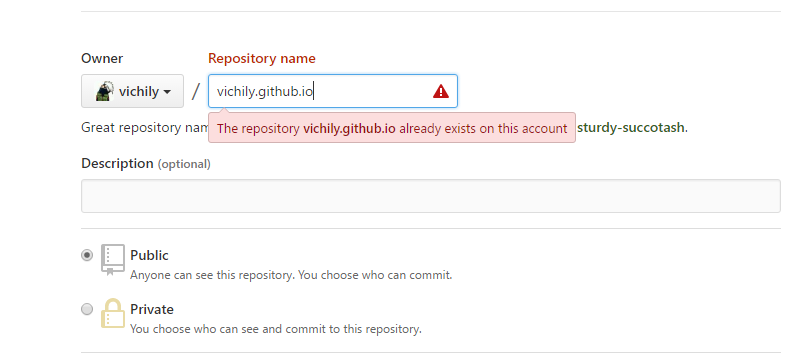 Owner
Repository name
vichily
/
vichily.github.io
Great repository
The repository vichily.github.io already exists on this account
sturdy-succotash.
Description (optional)
Public
Anyone can see this repository. You choose who can commit.
Private
You choose who can see and commit to this repository.